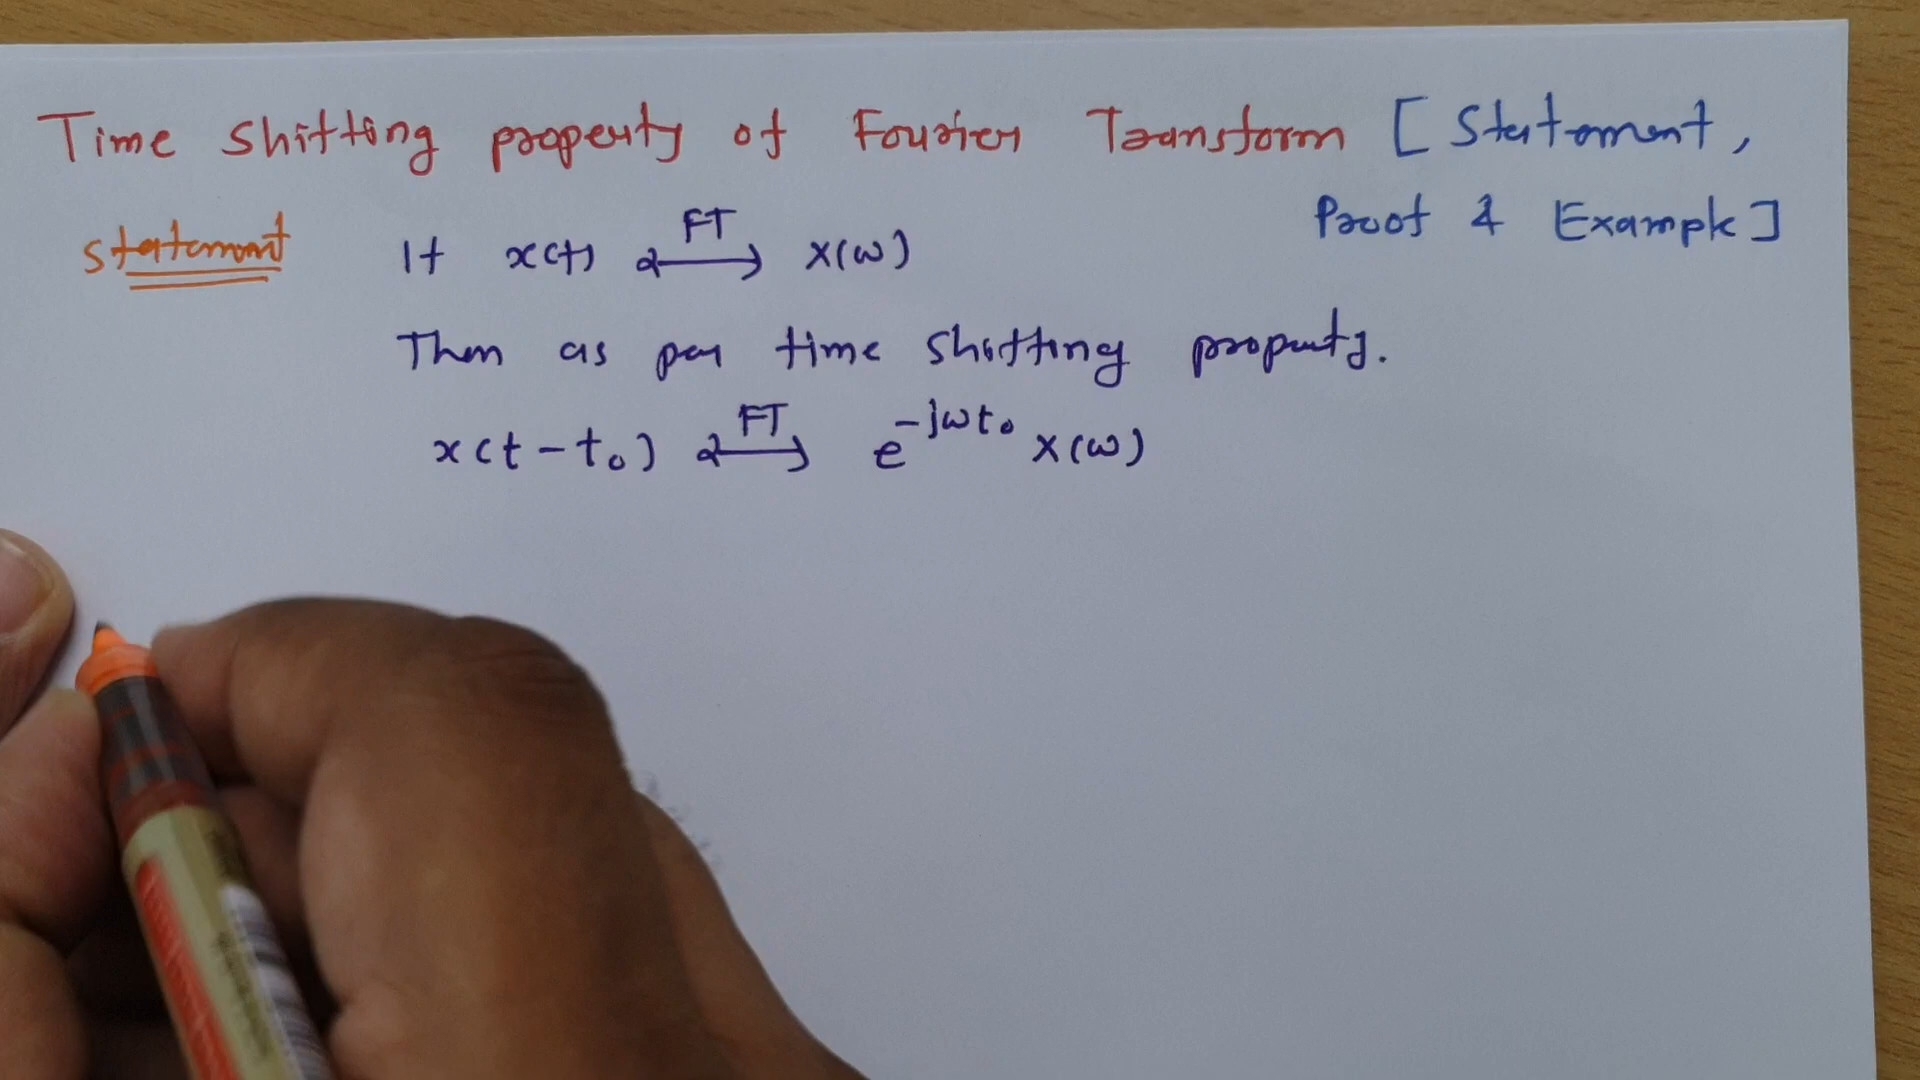 Time Shifting property of Fourier Transform [Statement,
Proof & Example]
Statement If x(t) ⟷ FT X(ω)
Then as per time shifting property.
x(t-t₀) ⟷ FT e^-jωt₀ X(ω)